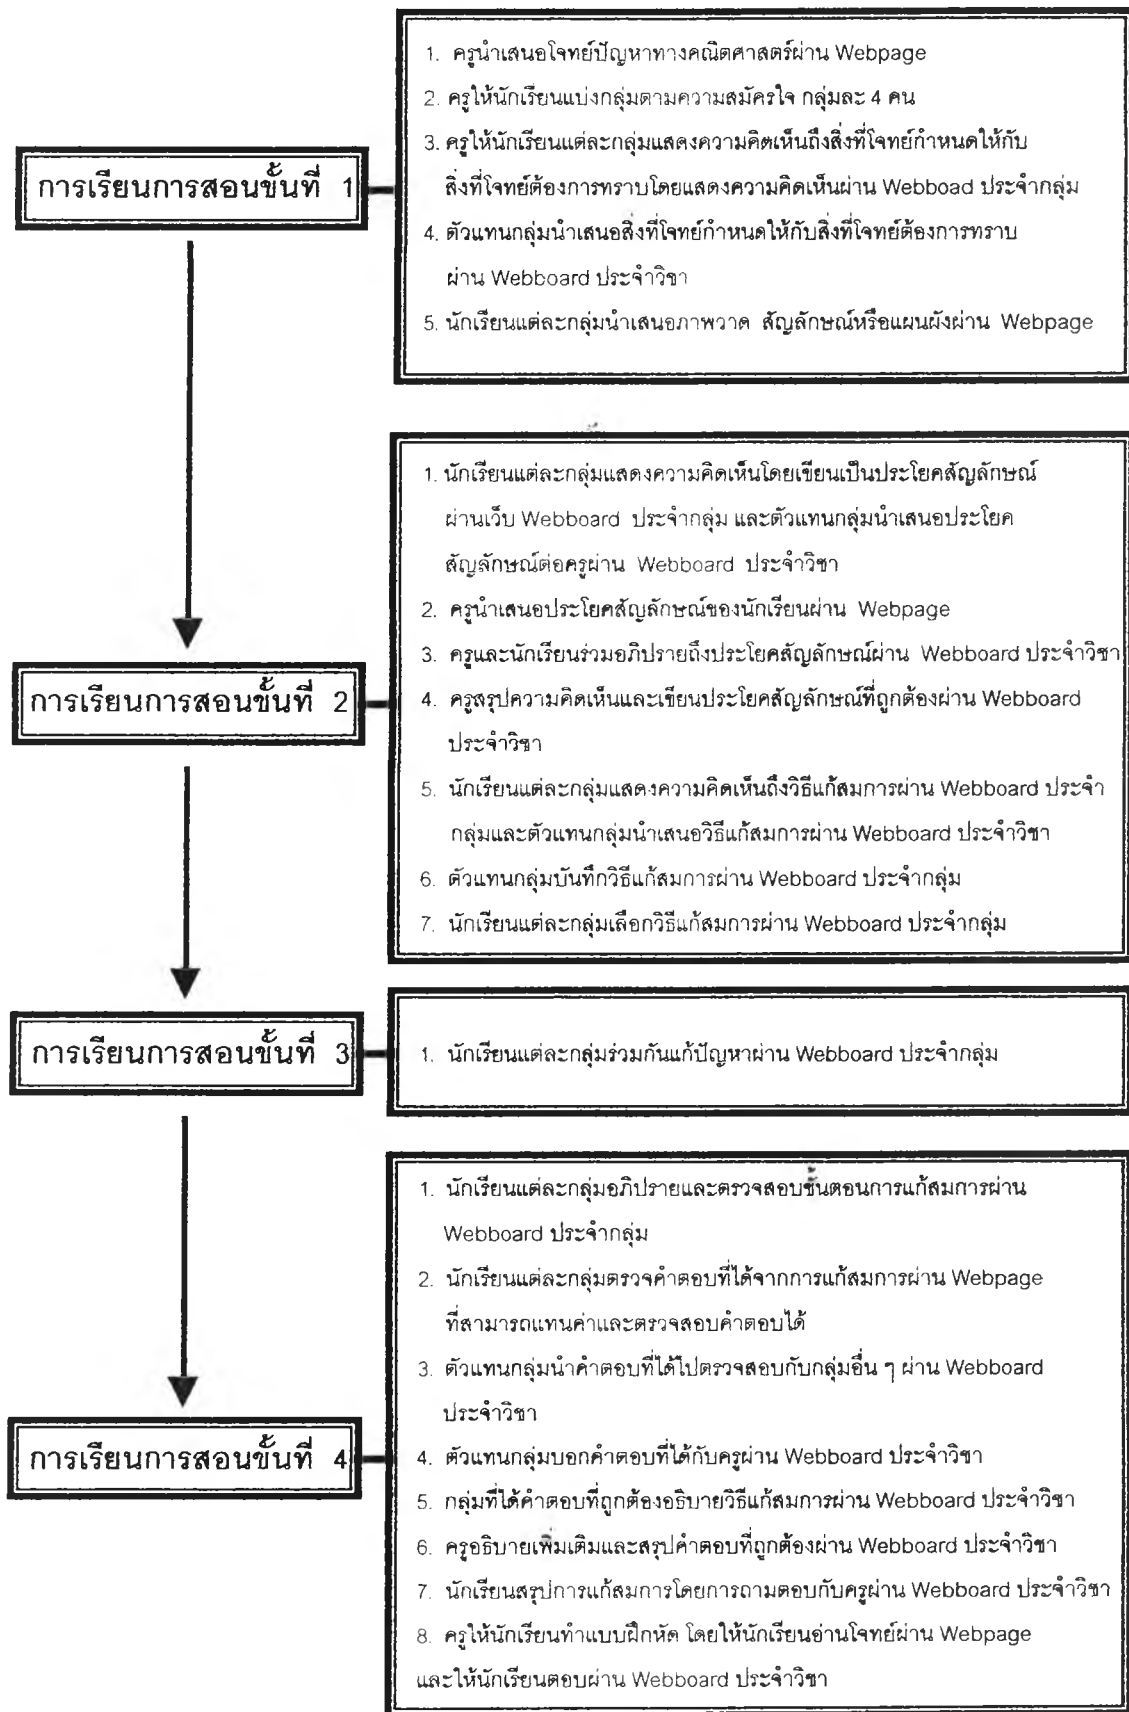 1. ครูนำเสนอโจทย์ปัญหาทางคณิตศาสตร์ผ่าน Webpage
2. ครูให้นักเรียนแบ่งกลุ่มตามความสมัครใจ กลุ่มละ 4 คน
3. ครูให้นักเรียนแต่ละกลุ่มแสดงความคิดเห็นถึงสิ่งที่โจทย์กำหนดให้กับ
สิ่งที่โจทย์ต้องการทราบโดยแสดงความคิดเห็นผ่าน Webboad ประจำกลุ่ม
4. ตัวแทนกลุ่มนำเสนอสิ่งที่โจทย์กำหนดให้กับสิ่งที่โจทย์ต้องการทราบ
ผ่าน Webboard ประจำวิชา
5. นักเรียนแต่ละกลุ่มนำเสนอภาพวาด สัญลักษณ์หรือแผนผังผ่าน Webpage
การเรียนการสอนขั้นที่ 1
1. นักเรียนแต่ละกลุ่มแสดงความคิดเห็นโดยเขียนเป็นประโยคสัญลักษณ์
ผ่านเว็บ Webboard ประจำกลุ่ม และตัวแทนกลุ่มนำเสนอประโยค
สัญลักษณ์ต่อครูผ่าน Webboard ประจำวิชา
2. ครูนำเสนอประโยคสัญลักษณ์ของนักเรียนผ่าน Webpage
3. ครูและนักเรียนร่วมอภิปรายถึงประโยคสัญลักษณ์ผ่าน Webboard ประจำวิชา
4. ครูสรุปความคิดเห็นและเขียนประโยคสัญลักษณ์ที่ถูกต้องผ่าน Webboard
ประจำวิชา
5. นักเรียนแต่ละกลุ่มแสดงความคิดเห็นถึงวิธีแก้สมการผ่าน Webboard ประจำ
กลุ่มและตัวแทนกลุ่มนำเสนอวิธีแก้สมการผ่าน Webboard ประจำวิชา
6. ตัวแทนกลุ่มบันทึกวิธีแก้สมการผ่าน Webboard ประจำกลุ่ม
7. นักเรียนแต่ละกลุ่มเลือกวิธีแก้สมการผ่าน Webboard ประจำกลุ่ม
การเรียนการสอนขั้นที่ 2
การเรียนการสอนขั้นที่ 3
1. นักเรียนแต่ละกลุ่มร่วมกันแก้ปัญหาผ่าน Webboard ประจำกลุ่ม
1. นักเรียนแต่ละกลุ่มอภิปรายและตรวจสอบขั้นตอนการแก้สมการผ่าน
Webboard ประจำกลุ่ม
2. นักเรียนแต่ละกลุ่มตรวจคำตอบที่ได้จากการแก้สมการผ่าน Webpage
ที่สามารถแทนค่าและตรวจสอบคำตอบได้
3. ตัวแทนกลุ่มนำคำตอบที่ได้ไปตรวจสอบกับกลุ่มอื่น ๆ ผ่าน Webboard
ประจำวิชา
4. ตัวแทนกลุ่มบอกคำตอบที่ได้กับครูผ่าน Webboard ประจำวิชา
5. กลุ่มที่ได้คำตอบที่ถูกต้องอธิบายวิธีแก้สมการผ่าน Webboard ประจำวิชา
6. ครูอธิบายเพิ่มเติมและสรุปคำตอบที่ถูกต้องผ่าน Webboard ประจำวิชา
7. นักเรียนสรุปการแก้สมการโดยการถามตอบกับครูผ่าน Webboard ประจำวิชา
8. ครูให้นักเรียนทำแบบฝึกหัด โดยให้นักเรียนอ่านโจทย์ผ่าน Webpage
และให้นักเรียนตอบผ่าน Webboard ประจำวิชา
การเรียนการสอนขั้นที่ 4